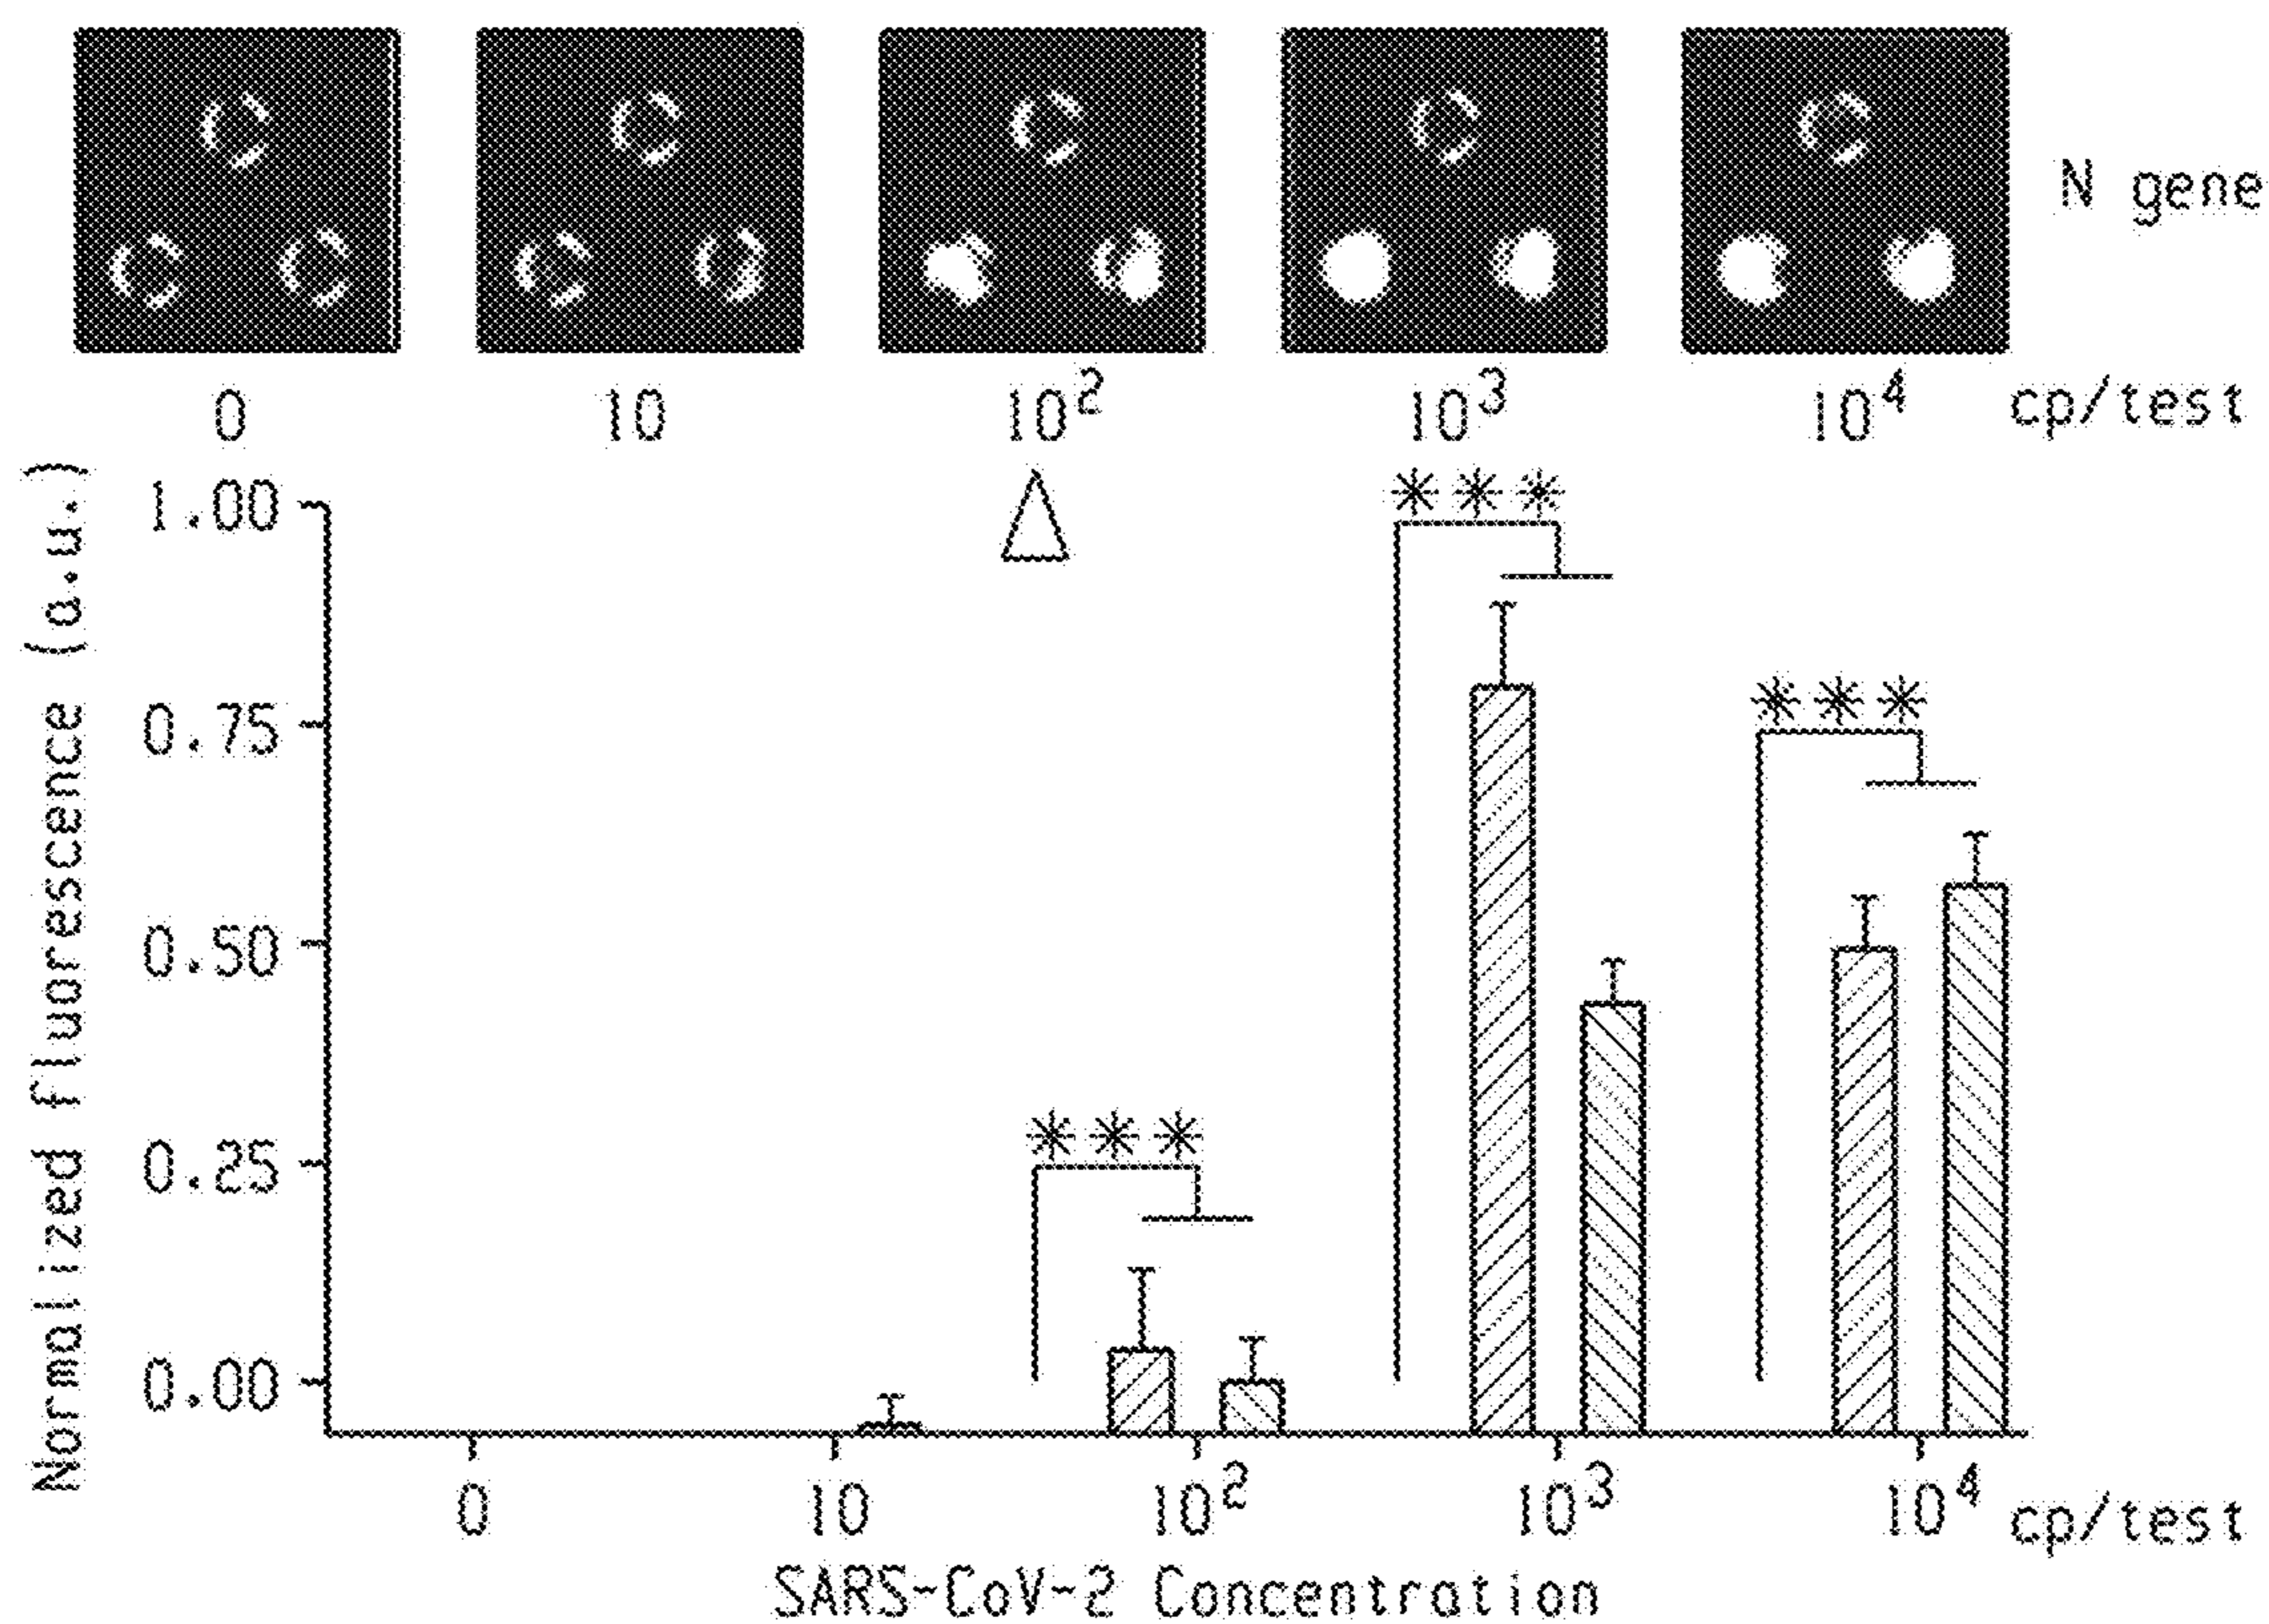 N gene
0 10 10² 10³ 10⁴ cp/test
Normalized fluorescence (a.u.)
1.00
0.75
0.50
0.25
0.00
***
***
***
0 10 10² 10³ 10⁴ cp/test
SARS-CoV-2 Concentration